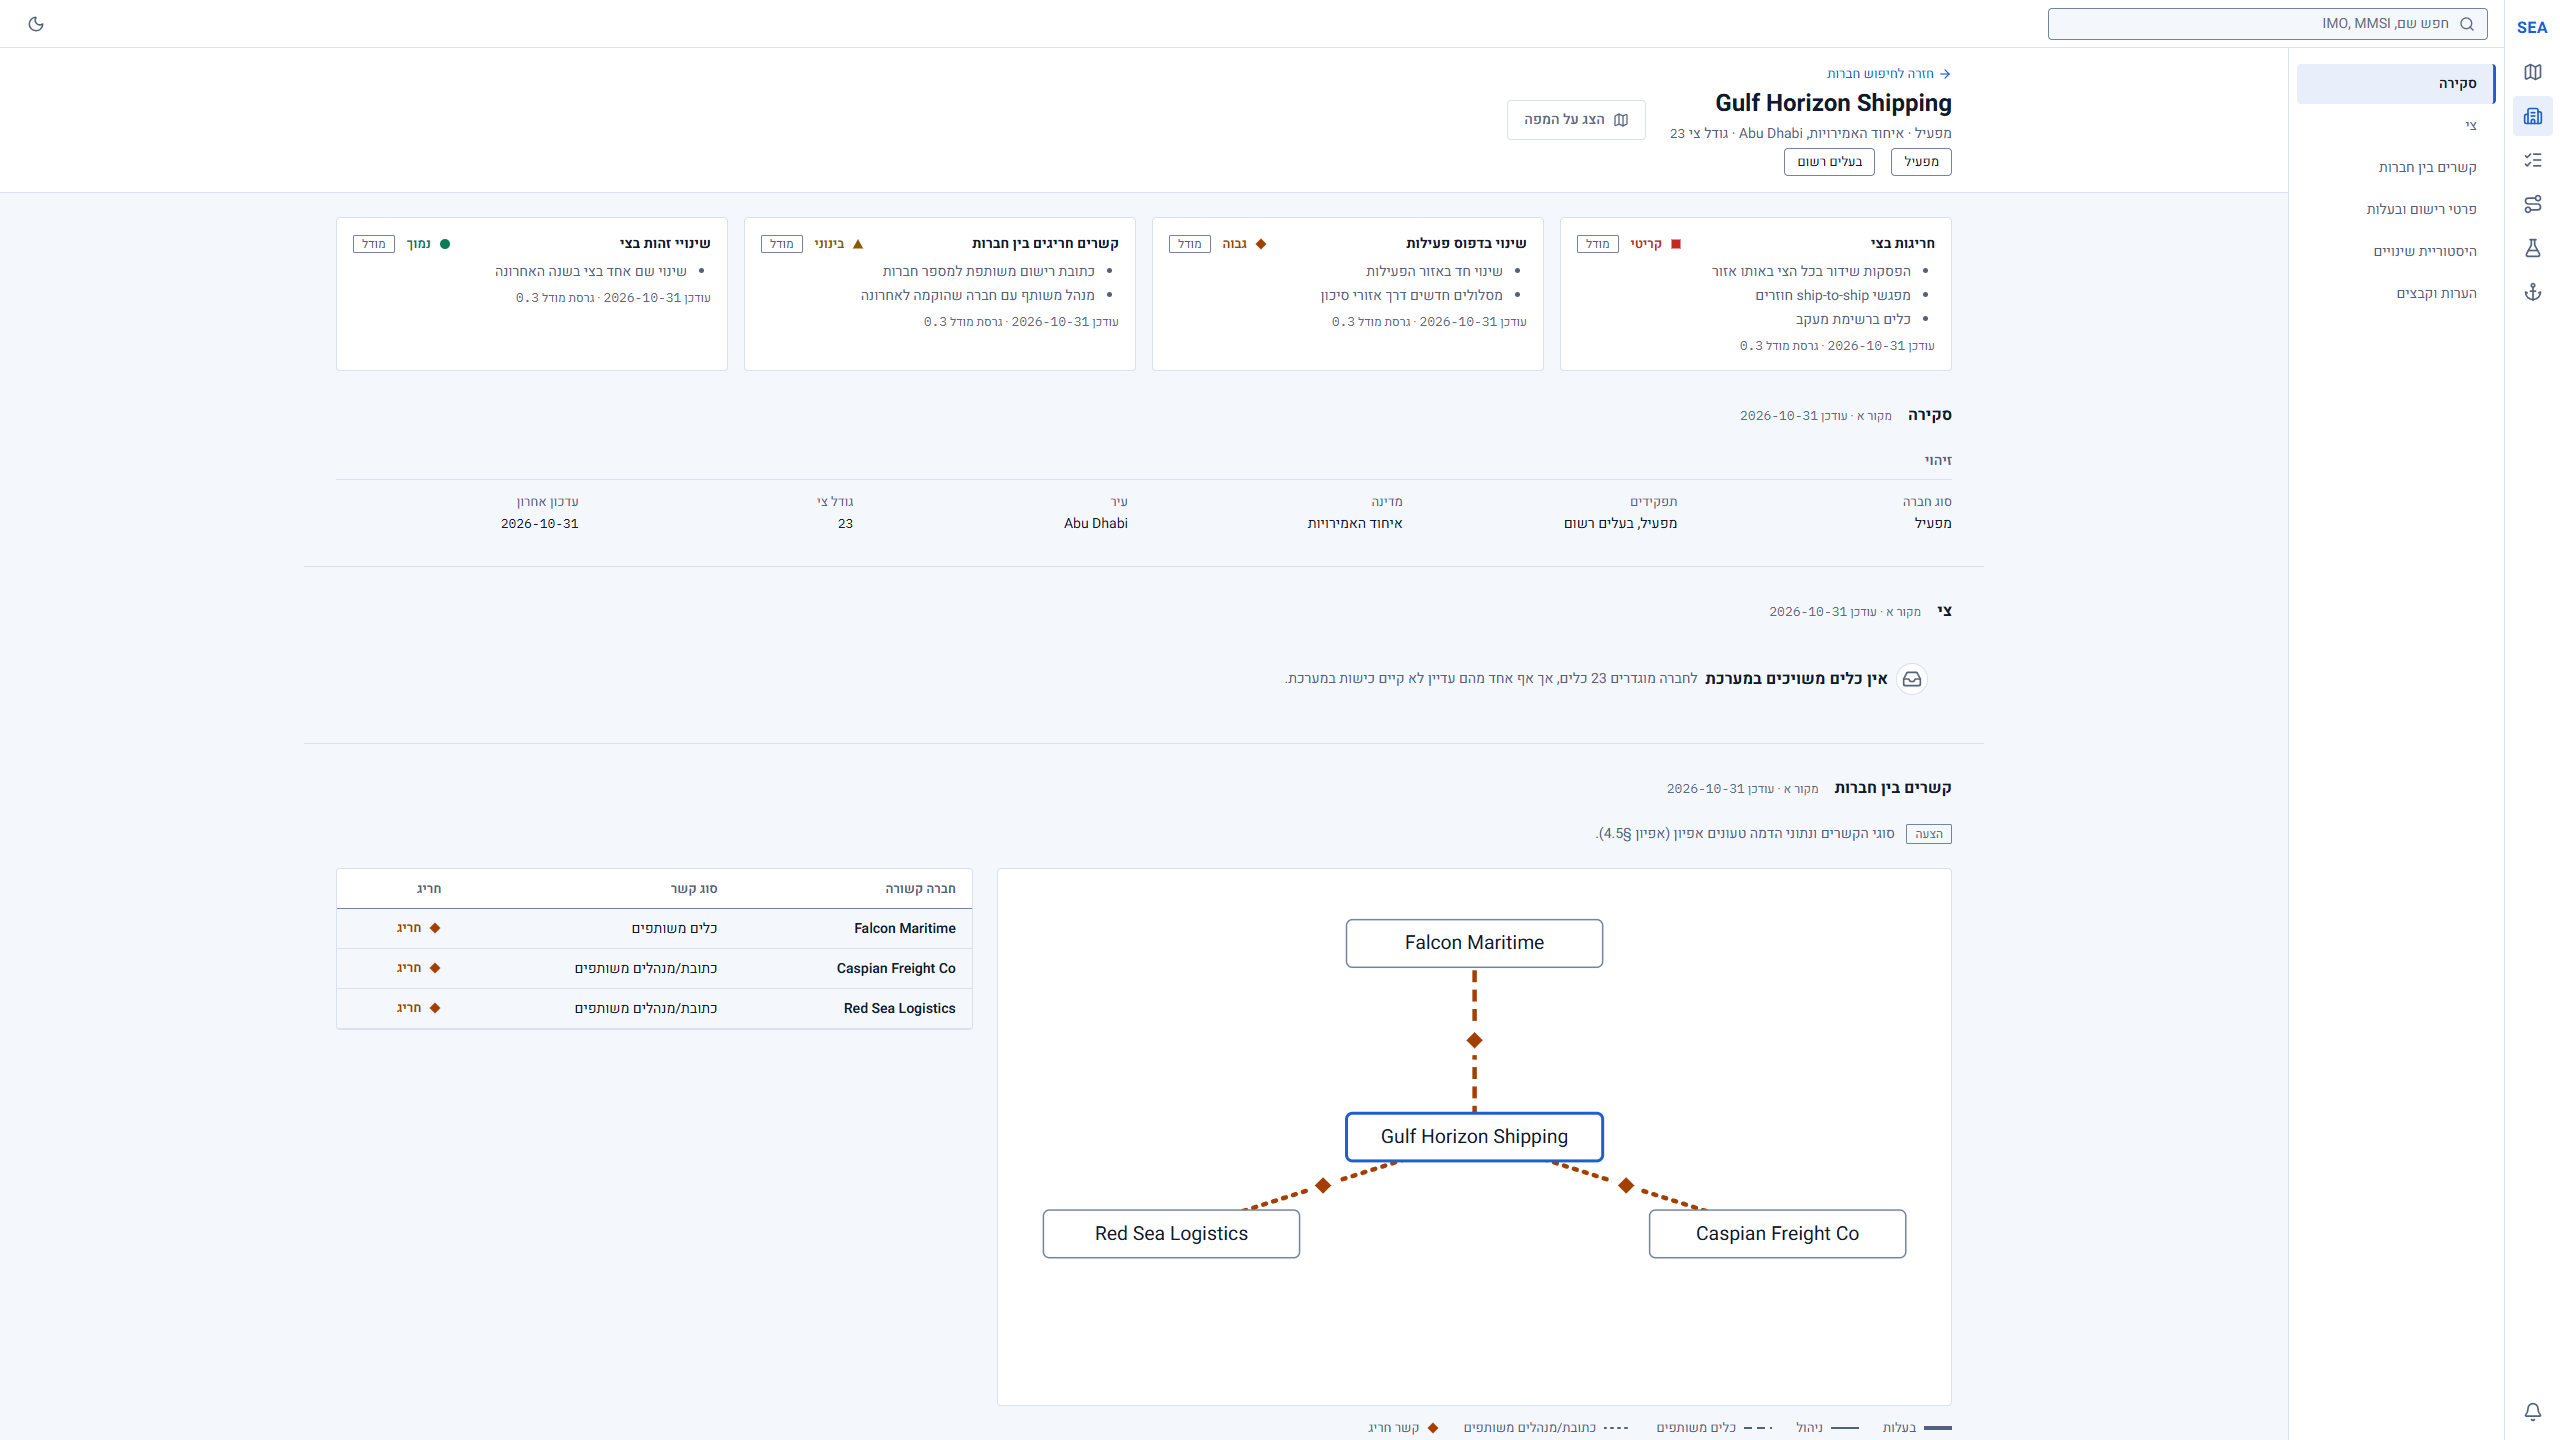 SEA
חפש שם, IMO, MMSI
סקירה
צי
קשרים בין חברות
פרטי רישום ובעלות
היסטוריית שינויים
הערות וקבצים
חזרה לחיפוש חברות
Gulf Horizon Shipping
מפעיל · איחוד האמירויות, Abu Dhabi · גודל צי 23
מפעיל
בעלים רשום
הצג על המפה
חריגות בצי
קריטי
מודל
הפסקות שידור בכל הצי באותו אזור
מפגשי ship-to-ship חוזרים
כלים ברשימת מעקב
עודכן 2026-10-31 · גרסת מודל 0.3
שינוי בדפוס פעילות
גבוה
מודל
שינוי חד באזור הפעילות
מסלולים חדשים דרך אזורי סיכון
עודכן 2026-10-31 · גרסת מודל 0.3
קשרים חריגים בין חברות
בינוני
מודל
כתובת רישום משותפת למספר חברות
מנהל משותף עם חברה שהוקמה לאחרונה
עודכן 2026-10-31 · גרסת מודל 0.3
שינויי זהות בצי
נמוך
מודל
שינוי שם אחד בצי בשנה האחרונה
עודכן 2026-10-31 · גרסת מודל 0.3
סקירה
מקור א · עודכן 2026-10-31
זיהוי
סוג חברה
מפעיל
תפקידים
מפעיל, בעלים רשום
מדינה
איחוד האמירויות
עיר
Abu Dhabi
גודל צי
23
עדכון אחרון
2026-10-31
צי
מקור א · עודכן 2026-10-31
אין כלים משויכים במערכת
לחברה מוגדרים 23 כלים, אך אף אחד מהם עדיין לא קיים כישות במערכת.
קשרים בין חברות
מקור א · עודכן 2026-10-31
הצעה
סוגי הקשרים ונתוני הדמה טעונים אפיון (אפיון §4.5).
Falcon Maritime
Gulf Horizon Shipping
Red Sea Logistics
Caspian Freight Co
בעלות
ניהול
כלים משותפים
כתובת/מנהלים משותפים
קשר חריג
חברה קשורה סוג קשר חריג
Falcon Maritime כלים משותפים חריג
Caspian Freight Co כתובת/מנהלים משותפים חריג
Red Sea Logistics כתובת/מנהלים משותפים חריג